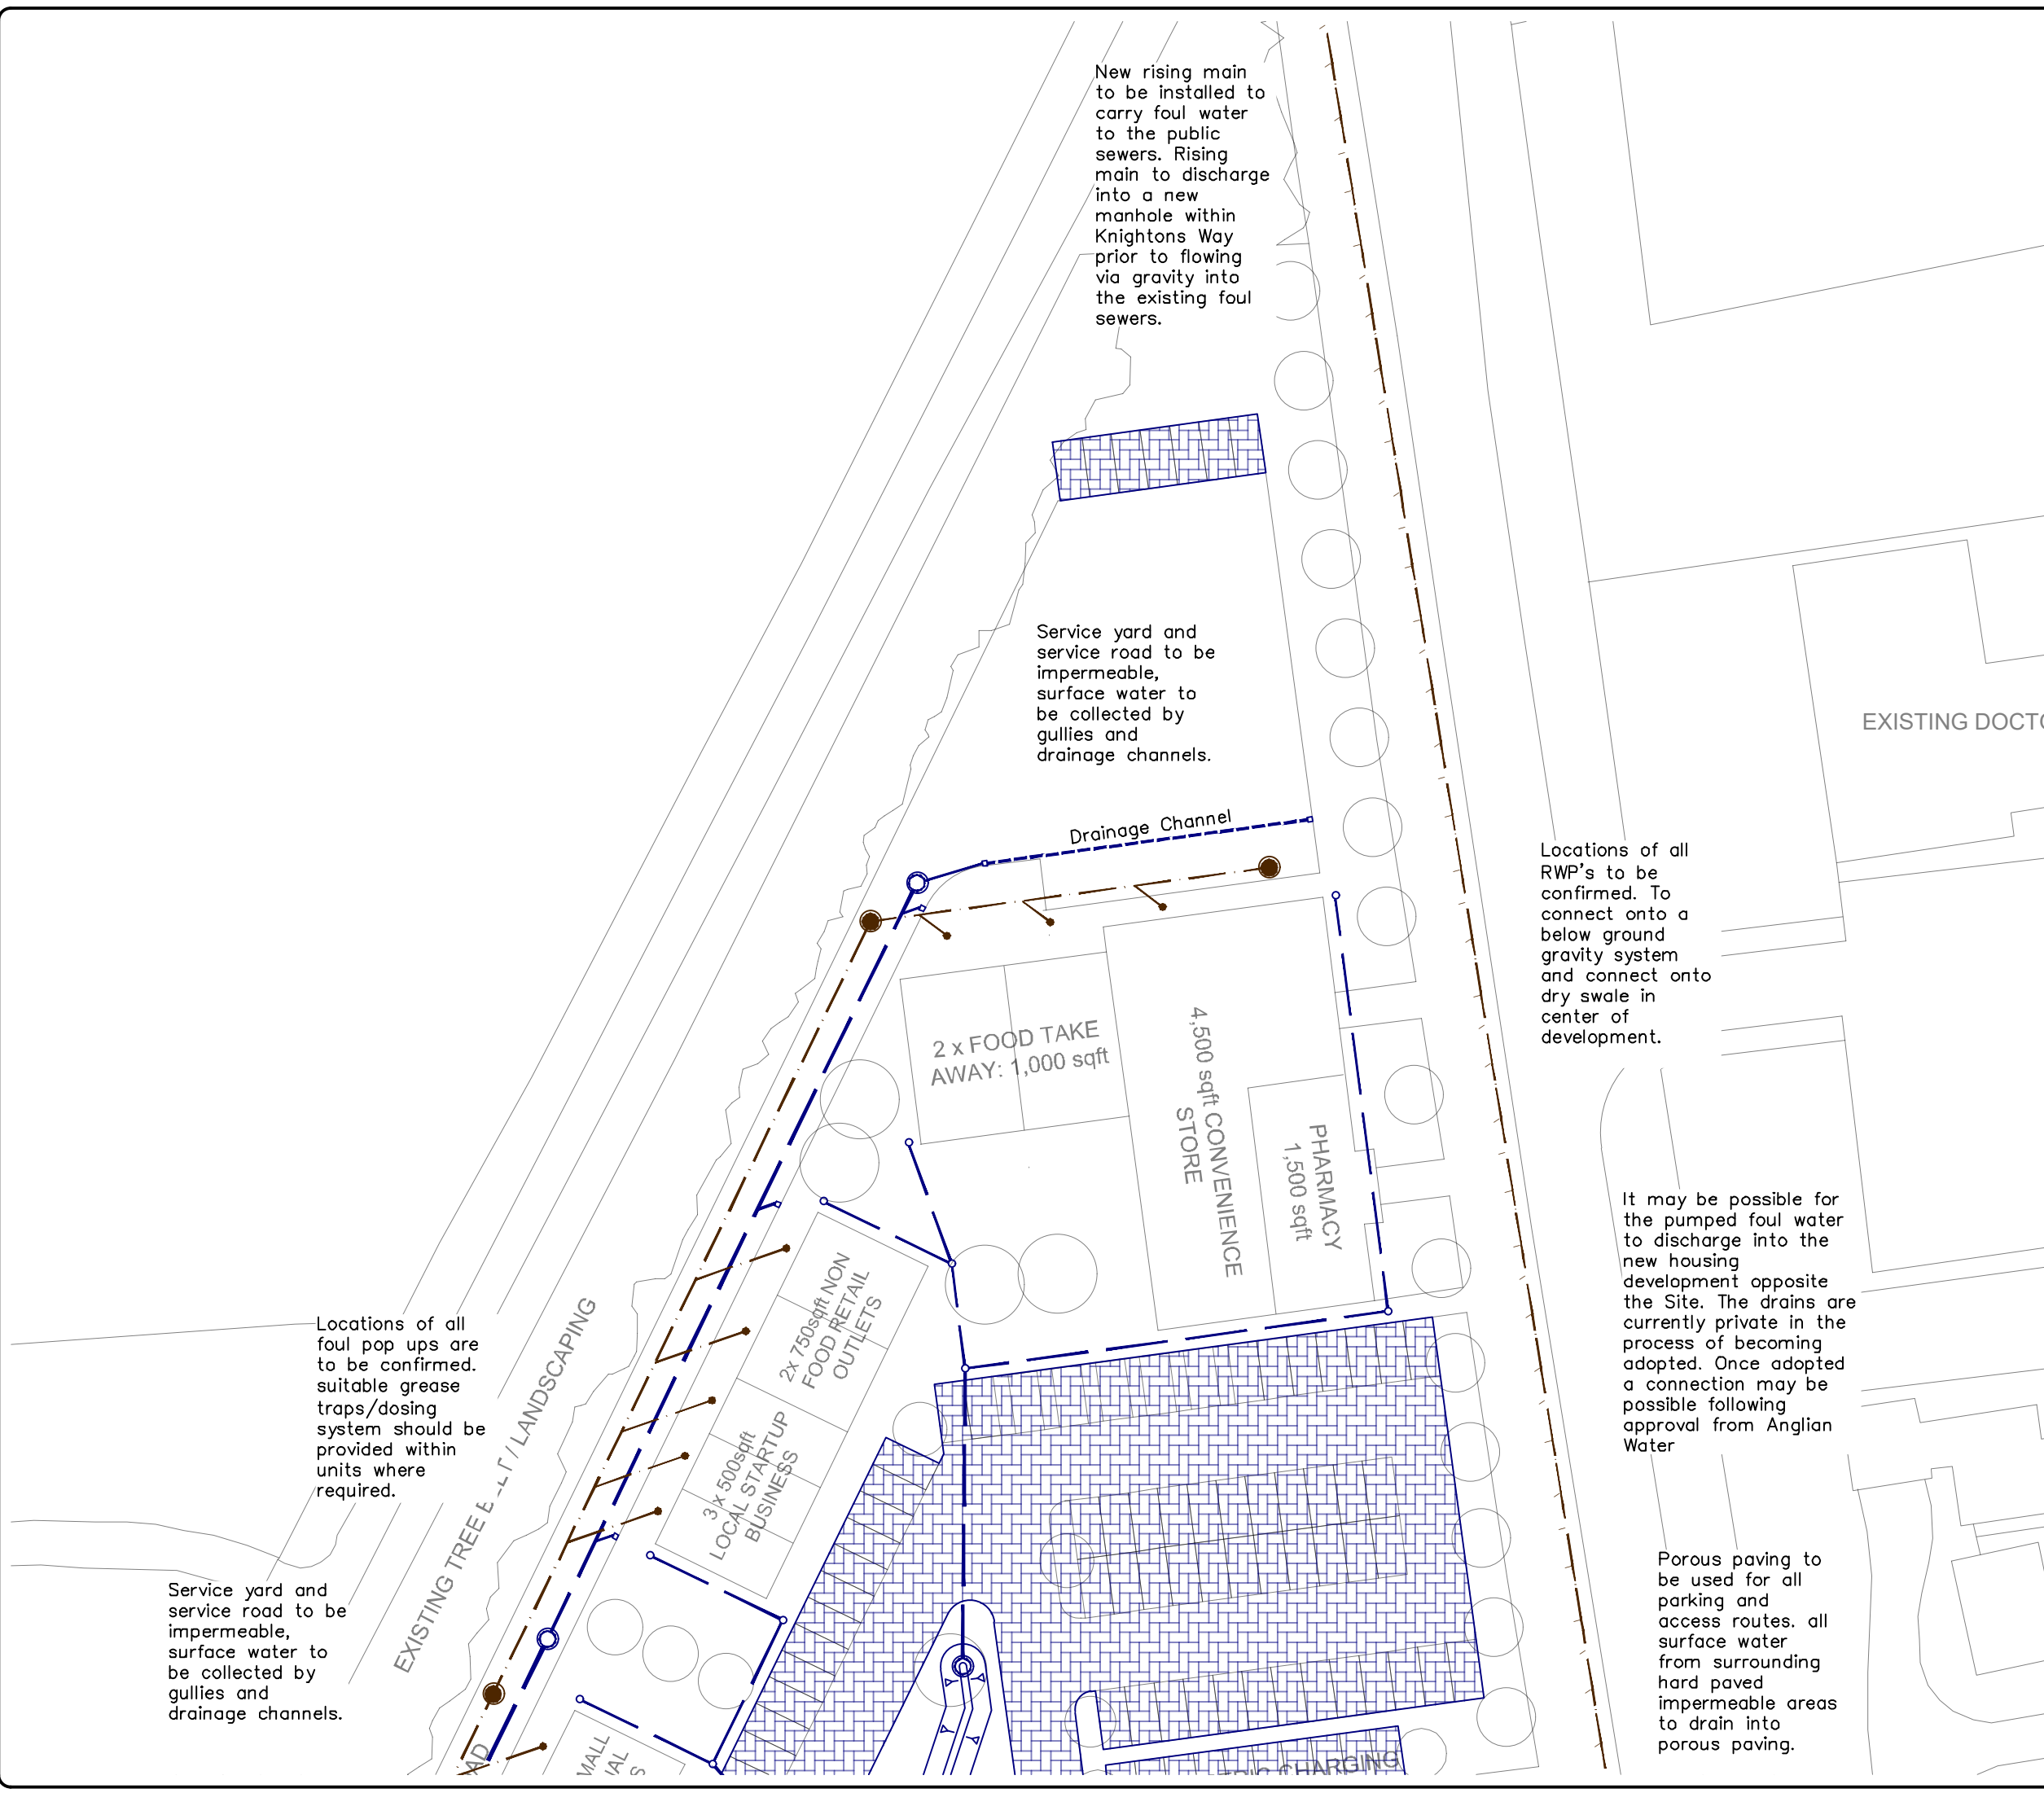 New rising main
to be installed to
carry foul water
to the public
sewers. Rising
main to discharge
into a new
manhole within
Knightons Way
prior to flowing
via gravity into
the existing foul
sewers.
Service yard and
service road to be
impermeable,
surface water to
be collected by
gullies and
drainage channels.
EXISTING DOCTO
Drainage Channel
Locations of all
RWP's to be
confirmed. To
connect onto a
below ground
gravity system
and connect onto
dry swale in
center of
development.
2 x FOOD TAKE
AWAY: 1,000 sqft
4,500 sqft CONVENIENCE
STORE
PHARMACY
1,500 sqft
It may be possible for
the pumped foul water
to discharge into the
new housing
development opposite
the Site. The drains are
currently private in the
process of becoming
adopted. Once adopted
a connection may be
possible following
approval from Anglian
Water
2x 750sqft NON
FOOD RETAIL
OUTLETS
Locations of all
foul pop ups are
to be confirmed.
suitable grease
traps/dosing
system should be
provided within
units where
required.
EXISTING TREE / LANDSCAPING
3 x 500sqft
LOCAL STARTUP
BUSINESS
Service yard and
service road to be
impermeable,
surface water to
be collected by
gullies and
drainage channels.
Porous paving to
be used for all
parking and
access routes. all
surface water
from surrounding
hard paved
impermeable areas
to drain into
porous paving.
CHARGING